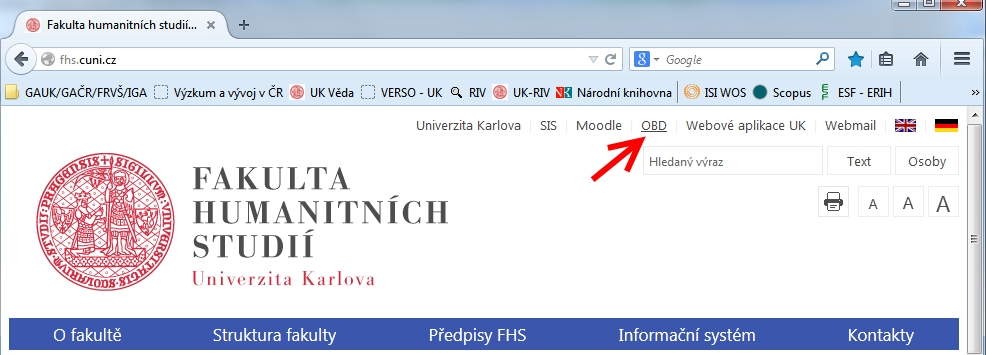 Fakulta humanitních studií...
fhs.cuni.cz
Google
GAUK/GAČR/FRVŠ/IGA Výzkum a vývoj v ČR UK Věda VERSO - UK RIV UK-RIV Národní knihovna ISI WOS Scopus ESF - ERIH »
Univerzita Karlova SIS Moodle OBD Webové aplikace UK Webmail
Hledaný výraz Text Osoby
A A A
FAKULTA
HUMANITNÍCH
STUDIÍ
Univerzita Karlova
O fakultě Struktura fakulty Předpisy FHS Informační systém Kontakty